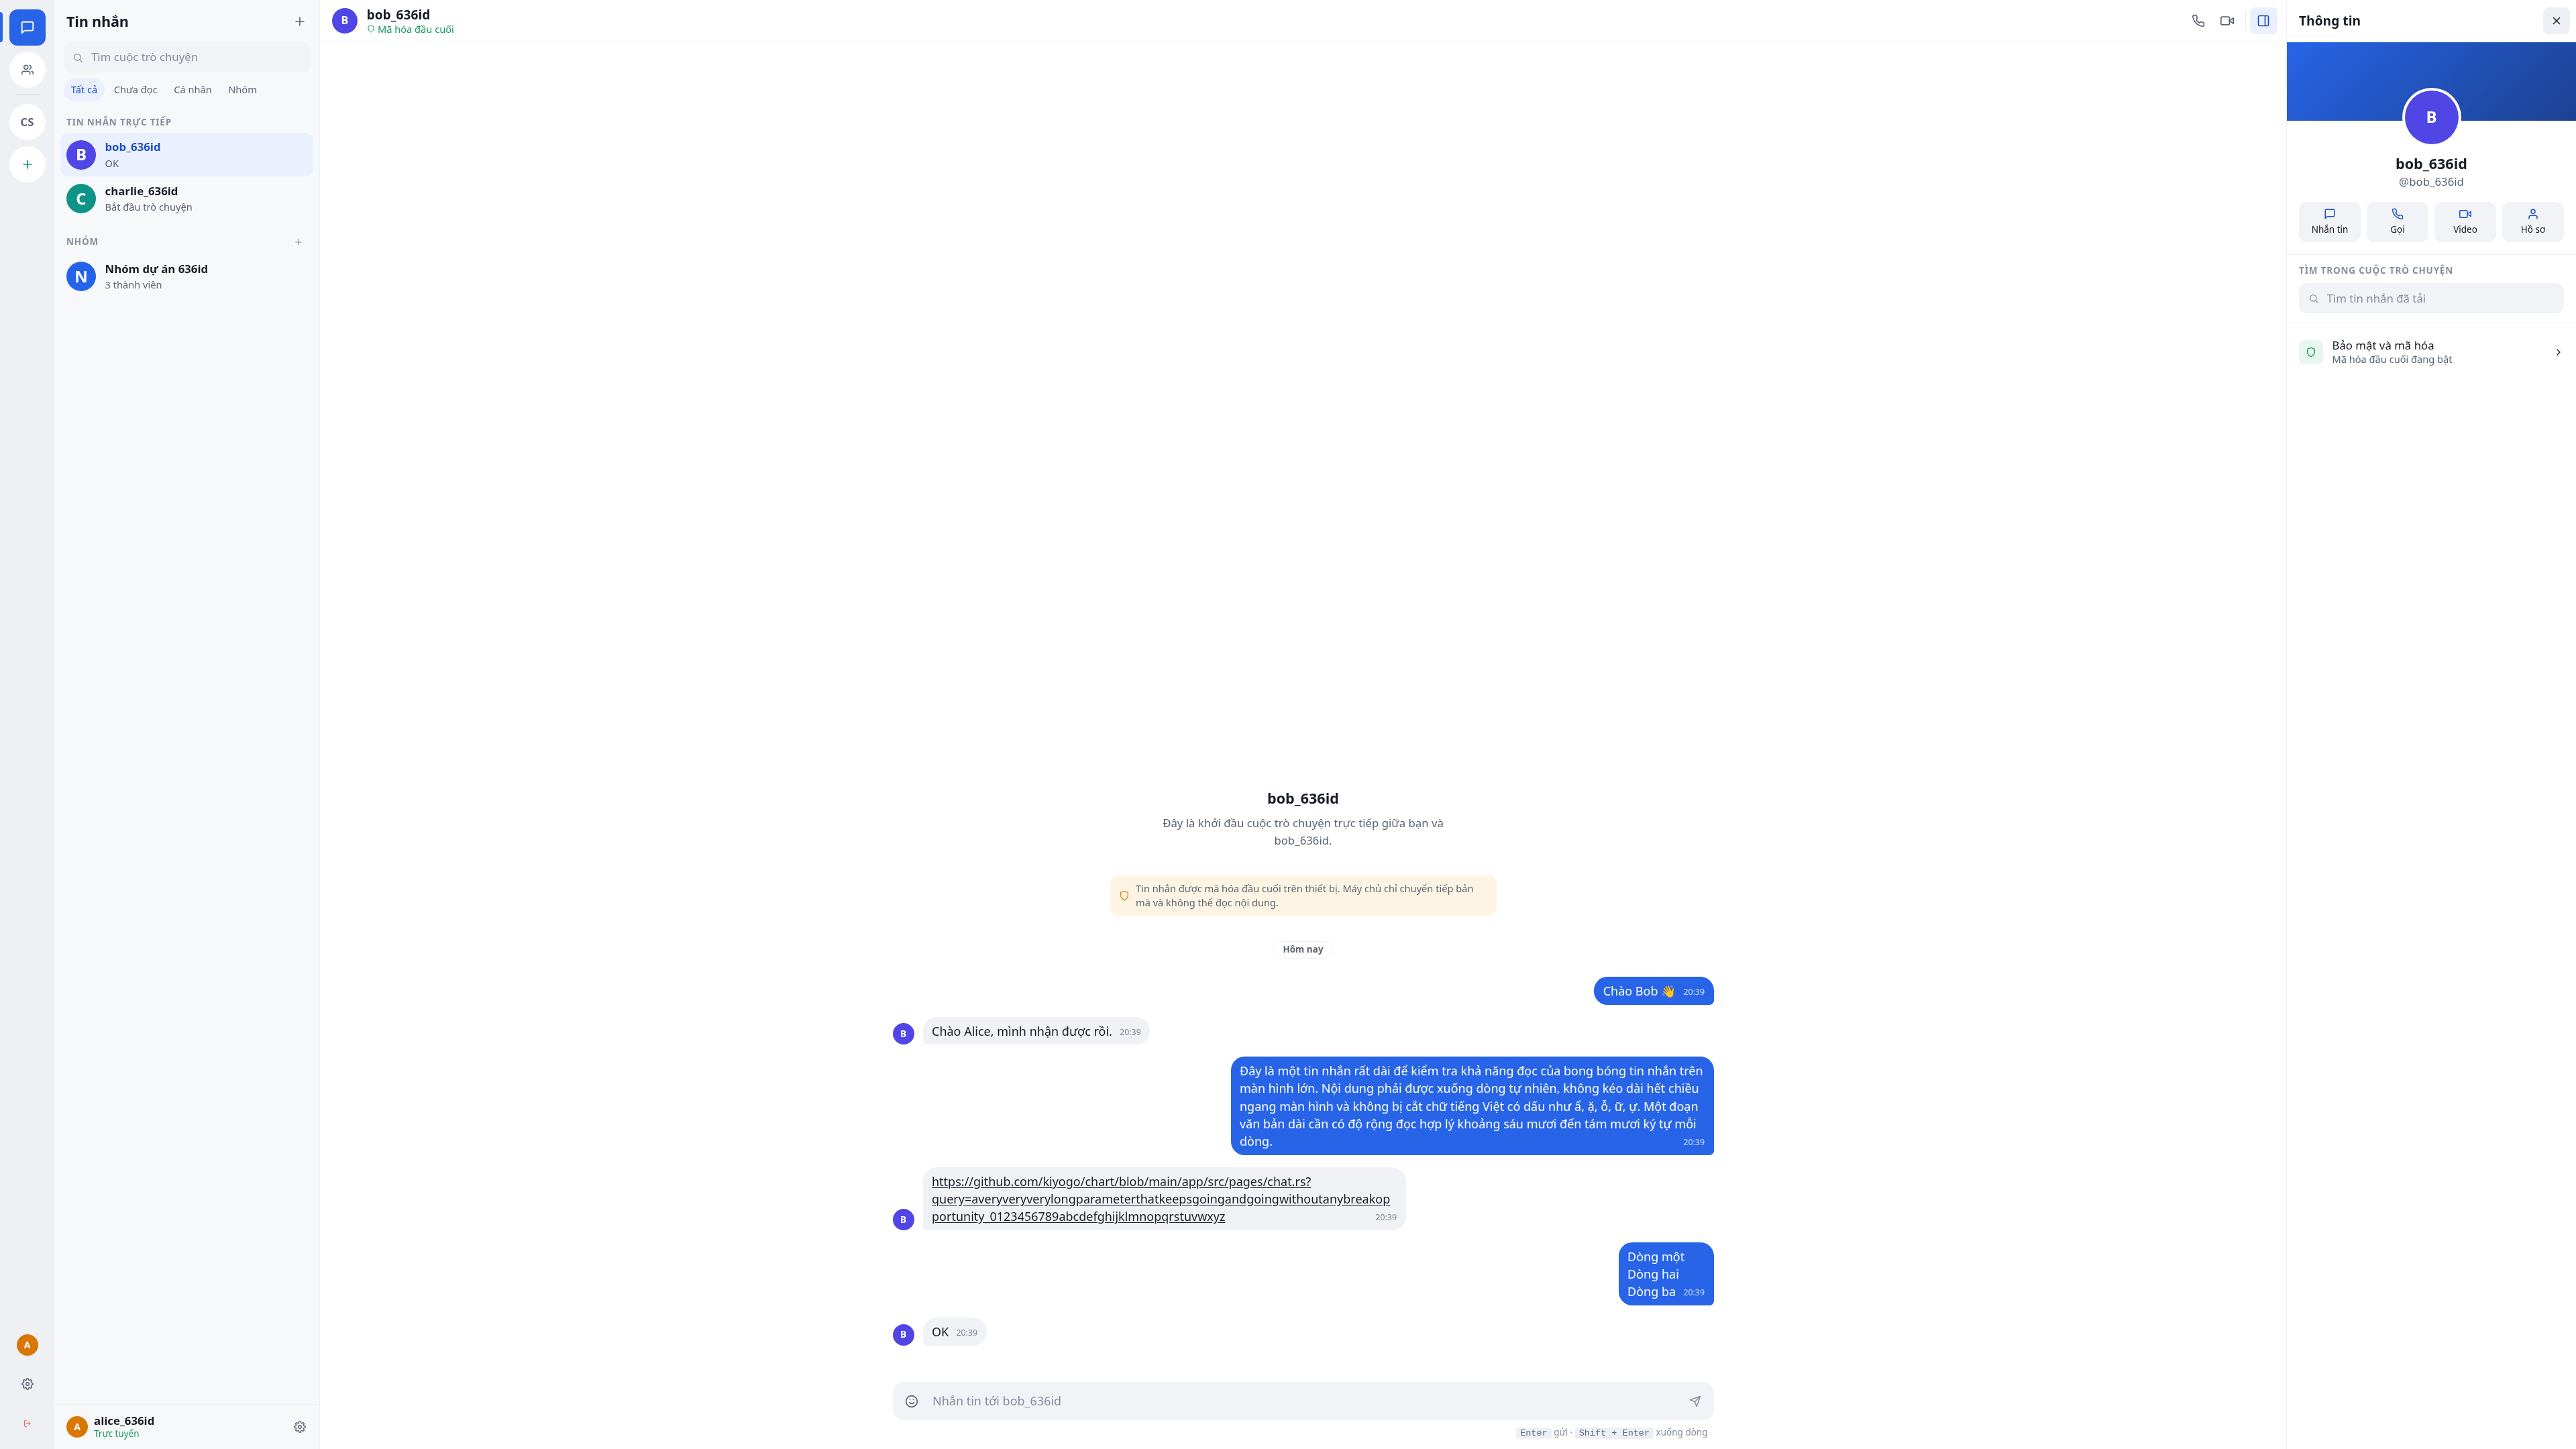 Tin nhắn
Tìm cuộc trò chuyện
Tất cả
Chưa đọc
Cá nhân
Nhóm
CS
TIN NHẮN TRỰC TIẾP
B
bob_636id
OK
C
charlie_636id
Bắt đầu trò chuyện
NHÓM
N
Nhóm dự án 636id
3 thành viên
A
A
alice_636id
Trực tuyến
B
bob_636id
Mã hóa đầu cuối
bob_636id
Đây là khởi đầu cuộc trò chuyện trực tiếp giữa bạn và
bob_636id.
Tin nhắn được mã hóa đầu cuối trên thiết bị. Máy chủ chỉ chuyển tiếp bản
mã và không thể đọc nội dung.
Hôm nay
Chào Bob 👋 20:39
B
Chào Alice, mình nhận được rồi. 20:39
Đây là một tin nhắn rất dài để kiểm tra khả năng đọc của bong bóng tin nhắn trên
màn hình lớn. Nội dung phải được xuống dòng tự nhiên, không kéo dài hết chiều
ngang màn hình và không bị cắt chữ tiếng Việt có dấu như ấ, ặ, ỗ, ữ, ự. Một đoạn
văn bản dài cần có độ rộng đọc hợp lý khoảng sáu mươi đến tám mươi ký tự mỗi
dòng. 20:39
https://github.com/kiyogo/chart/blob/main/app/src/pages/chat.rs?
query=averyveryverylongparameterthatkeepsgoingandgoingwithoutanybreakop
portunity_0123456789abcdefghijklmnopqrstuvwxyz 20:39
B
Dòng một
Dòng hai
Dòng ba 20:39
B
OK 20:39
Nhắn tin tới bob_636id
Enter gửi · Shift + Enter xuống dòng
Thông tin
B
bob_636id
@bob_636id
Nhắn tin
Gọi
Video
Hồ sơ
TÌM TRONG CUỘC TRÒ CHUYỆN
Tìm tin nhắn đã tải
Bảo mật và mã hóa
Mã hóa đầu cuối đang bật